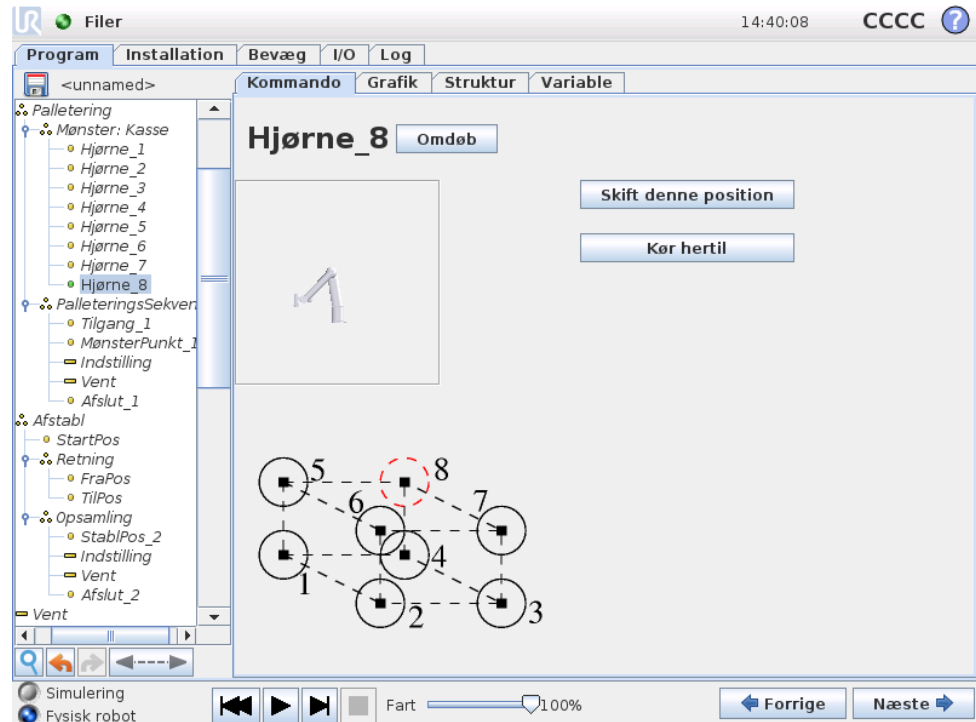 UR Filer 14:40:08 CCCC ?
Program Installation Bevæg I/O Log
<unnamed>
Kommando Grafik Struktur Variable
Palletering
Mønster: Kasse
Hjørne_1
Hjørne_2
Hjørne_3
Hjørne_4
Hjørne_5
Hjørne_6
Hjørne_7
Hjørne_8
PalleteringsSekven
Tilgang_1
MønsterPunkt_1
Indstilling
Vent
Afslut_1
Afstabl
StartPos
Retning
FraPos
TilPos
Opsamling
StablPos_2
Indstilling
Vent
Afslut_2
Vent
Hjørne_8 Omdøb
Skift denne position
Kør hertil
5 8
6 7
1 4
2 3
Simulering
Fysisk robot
Fart 100%
Forrige Næste